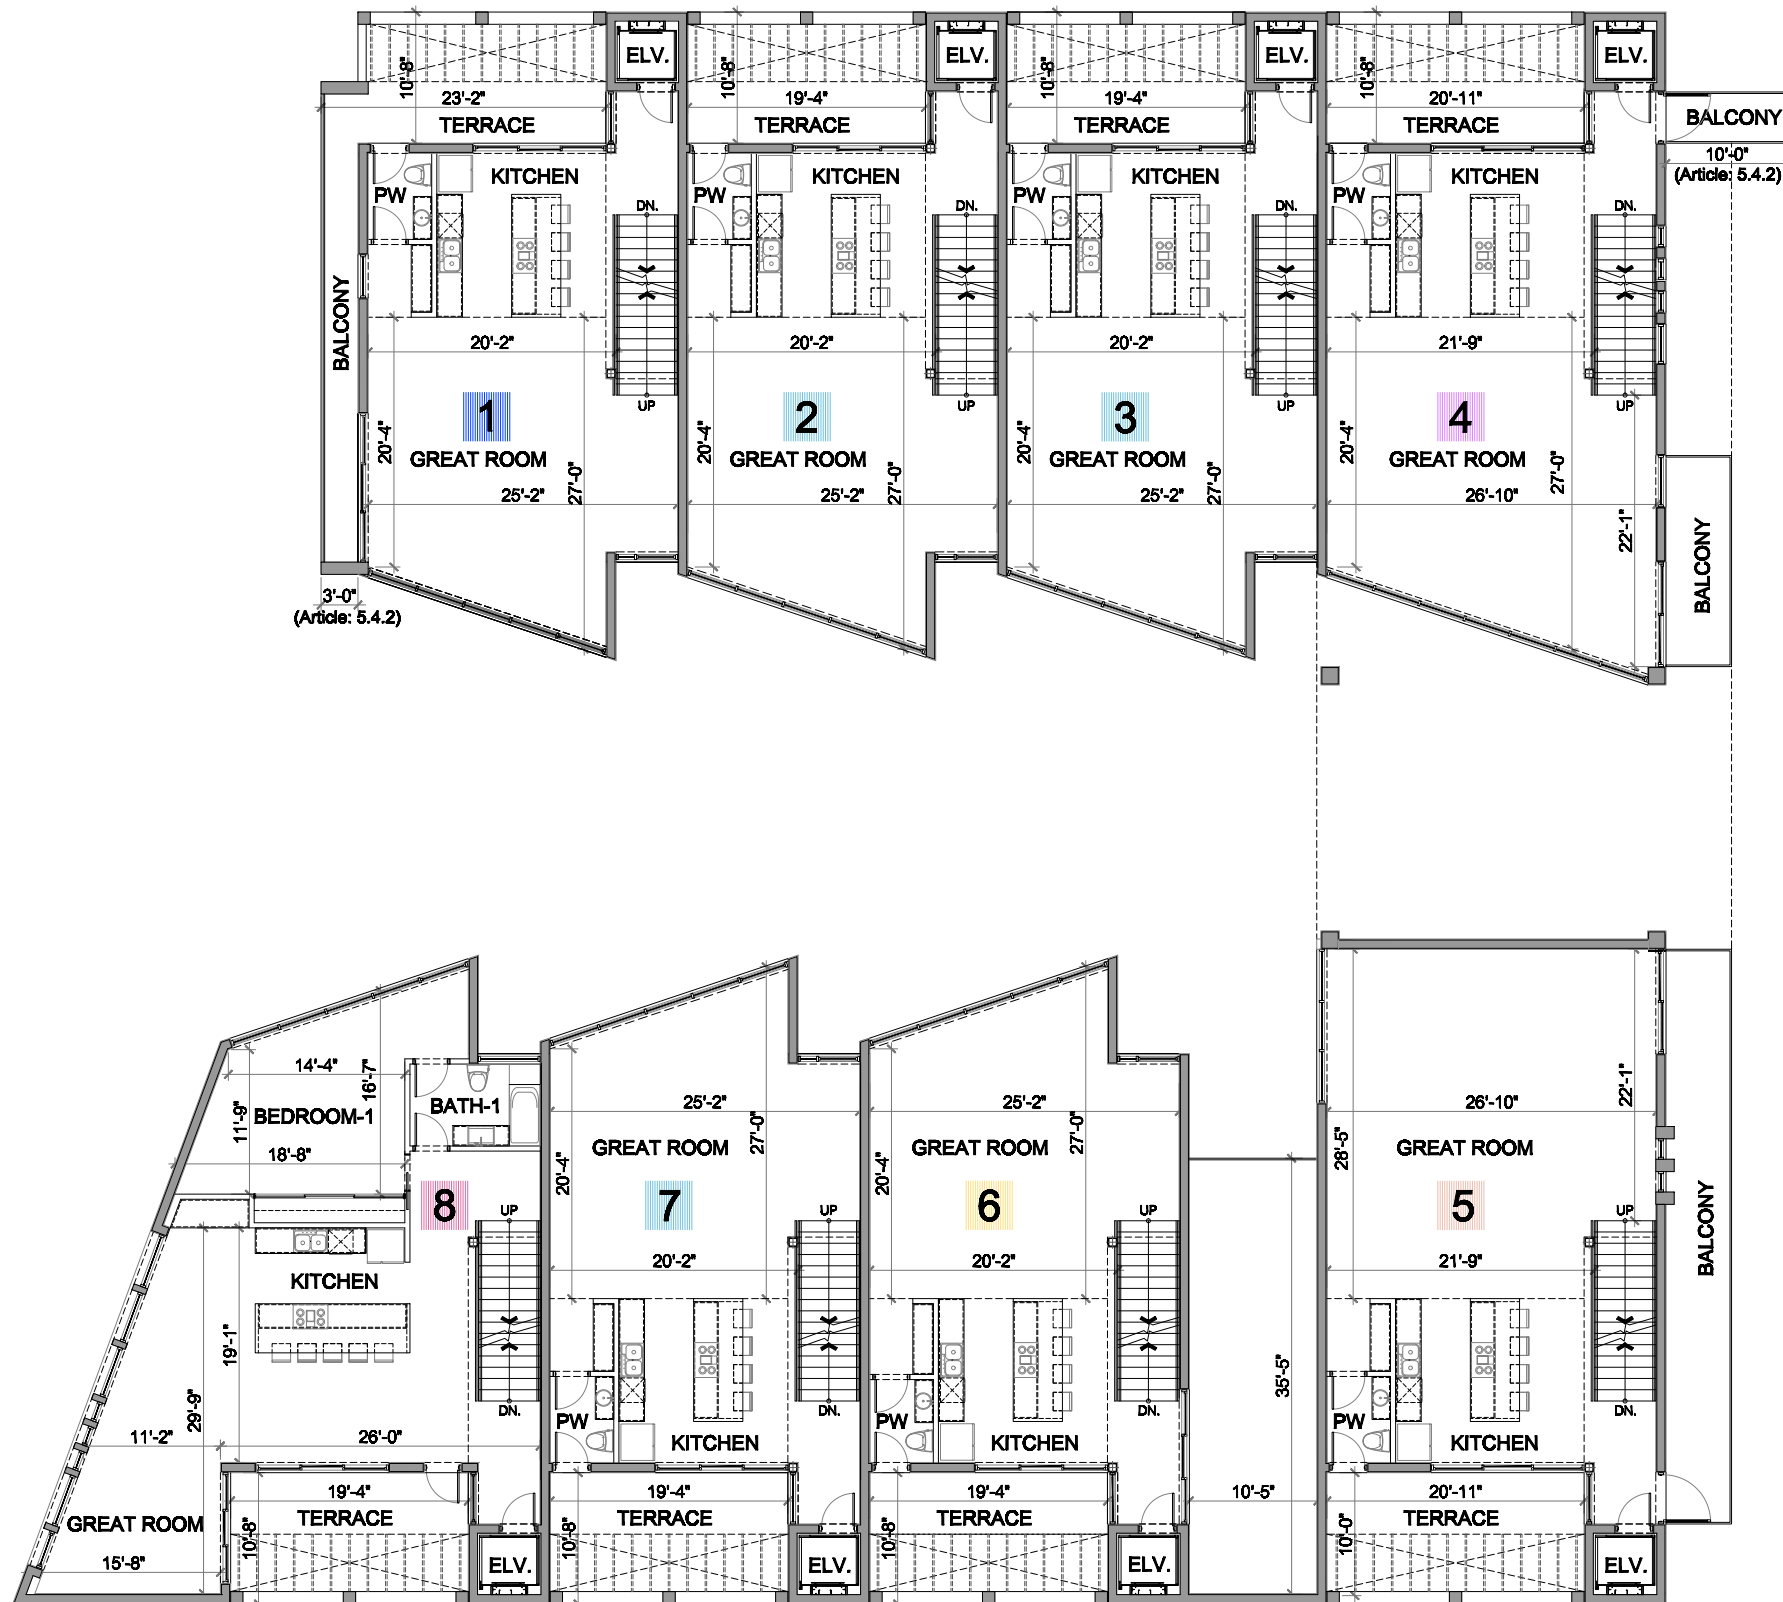 ELV. ELV. ELV. ELV.
10'-8" 10'-8" 10'-8" 10'-8"
23'-2" 19'-4" 19'-4" 20'-11"
TERRACE TERRACE TERRACE TERRACE BALCONY
10'-0"
(Article: 5.4.2)
KITCHEN KITCHEN KITCHEN KITCHEN
PW PW PW PW
DN. DN. DN. DN.
BALCONY
20'-2" 20'-2" 20'-2" 21'-9"
UP UP UP UP
1 2 3 4
20'-4" 20'-4" 20'-4" 20'-4"
GREAT ROOM GREAT ROOM GREAT ROOM GREAT ROOM
27'-0" 27'-0" 27'-0" 27'-0"
25'-2" 25'-2" 25'-2" 26'-10"
22'-1"
BALCONY
3'-0"
(Article: 5.4.2)
14'-4" 16'-7"
BATH-1
BEDROOM-1
11'-9"
18'-8"
25'-2" 25'-2" 26'-10"
22'-1"
GREAT ROOM GREAT ROOM GREAT ROOM
27'-0" 27'-0"
20'-4" 20'-4" 28'-5"
8 7 6 5
UP UP UP UP
BALCONY
20'-2" 20'-2" 21'-9"
KITCHEN
19'-1"
29'-9"
35'-5"
DN. DN. DN. DN.
PW PW PW
11'-2" 26'-0"
KITCHEN KITCHEN KITCHEN
19'-4" 19'-4" 19'-4" 10'-5" 20'-11"
GREAT ROOM TERRACE TERRACE TERRACE TERRACE
10'-8" 10'-8" 10'-8" 10'-0"
15'-8"
ELV. ELV. ELV. ELV.